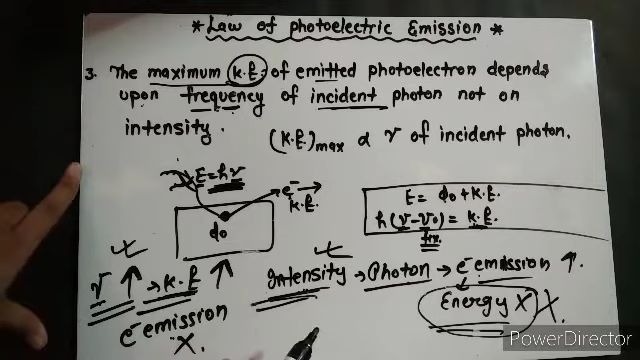 * Law of photoelectric Emission *
3. The maximum k.E. of emitted photoelectron depends
upon frequency of incident photon not on
intensity.
(K.E.)max α ν of incident photon.
E=hν
e⁻
K.E.
ϕo
E = ϕo + K.E.
h(ν-νo) = K.E.
ν ↑ → K.E ↑
e⁻ emission
X.
Intensity → Photon → e⁻ emission ↑.
Energy X X.
PowerDirector